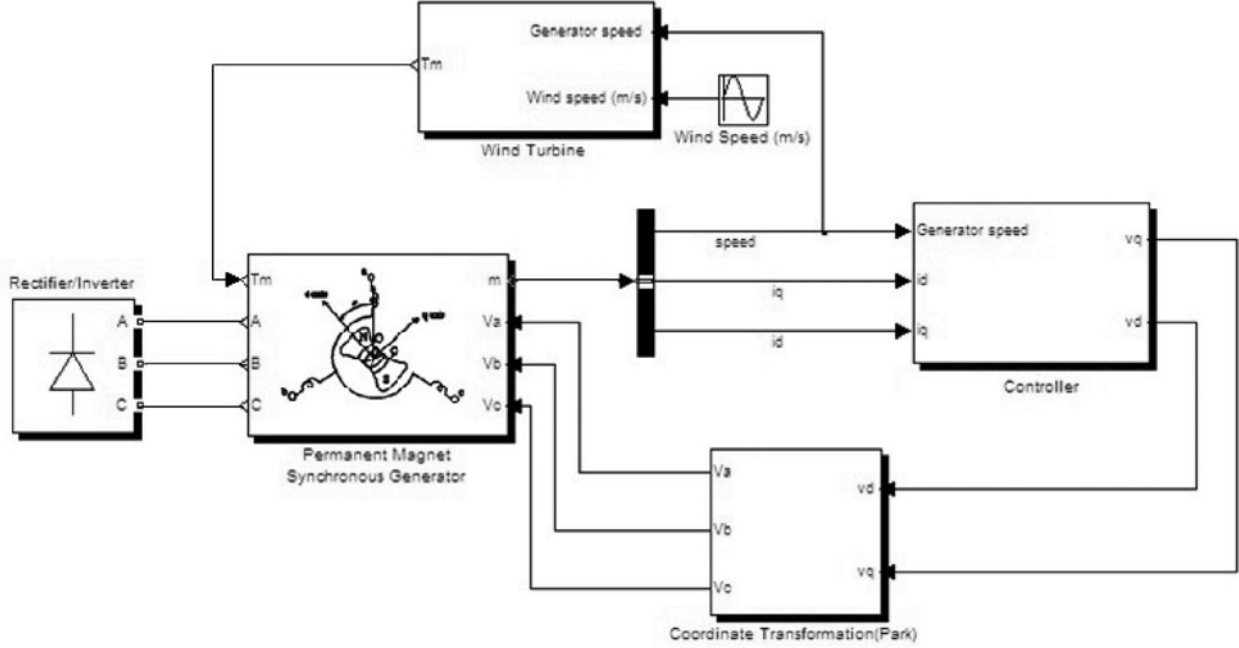 Generator speed
Tm
Wind speed (m/s)
Wind Turbine
Wind Speed (m/s)
Generator speed
vq
speed
Rectifier/Inverter
Tm
m
id
iq
A
A
Va
vd
iq
id
B
B
Vb
C
C
Vc
Controller
Permanent Magnet
Synchronous Generator
Va
vd
Vb
vq
Vc
Coordinate Transformation(Park)